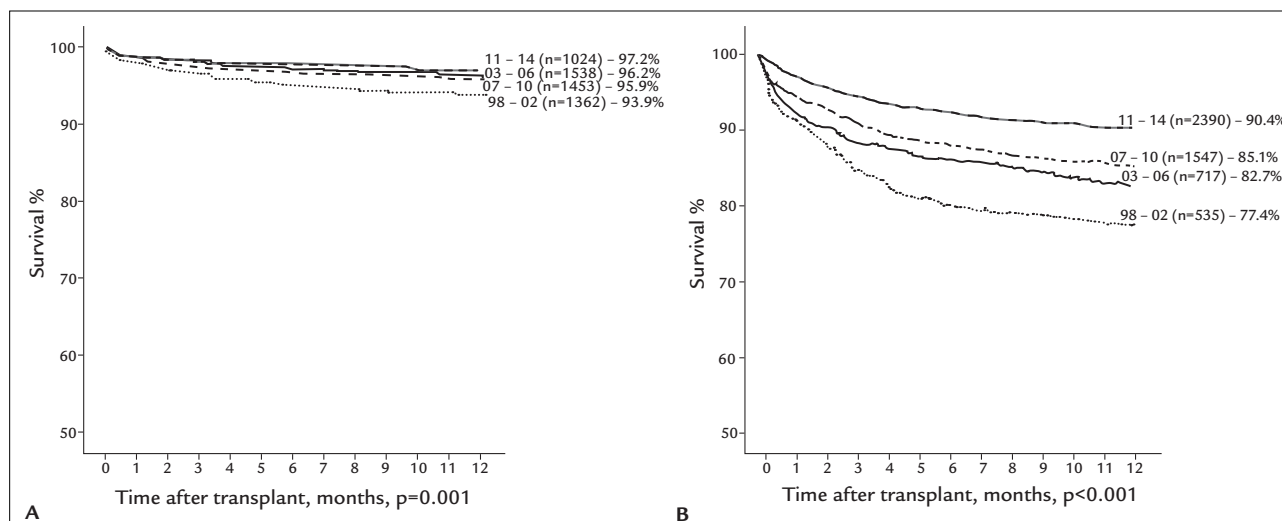 100
90
80
70
60
50
Survival %
11 – 14 (n=1024) – 97.2%
03 – 06 (n=1538) – 96.2%
07 – 10 (n=1453) – 95.9%
98 – 02 (n=1362) – 93.9%
0 1 2 3 4 5 6 7 8 9 10 11 12
Time after transplant, months, p=0.001
A
100
90
80
70
60
50
Survival %
11 – 14 (n=2390) – 90.4%
07 – 10 (n=1547) – 85.1%
03 – 06 (n=717) – 82.7%
98 – 02 (n=535) – 77.4%
0 1 2 3 4 5 6 7 8 9 10 11 12
Time after transplant, months, p<0.001
B